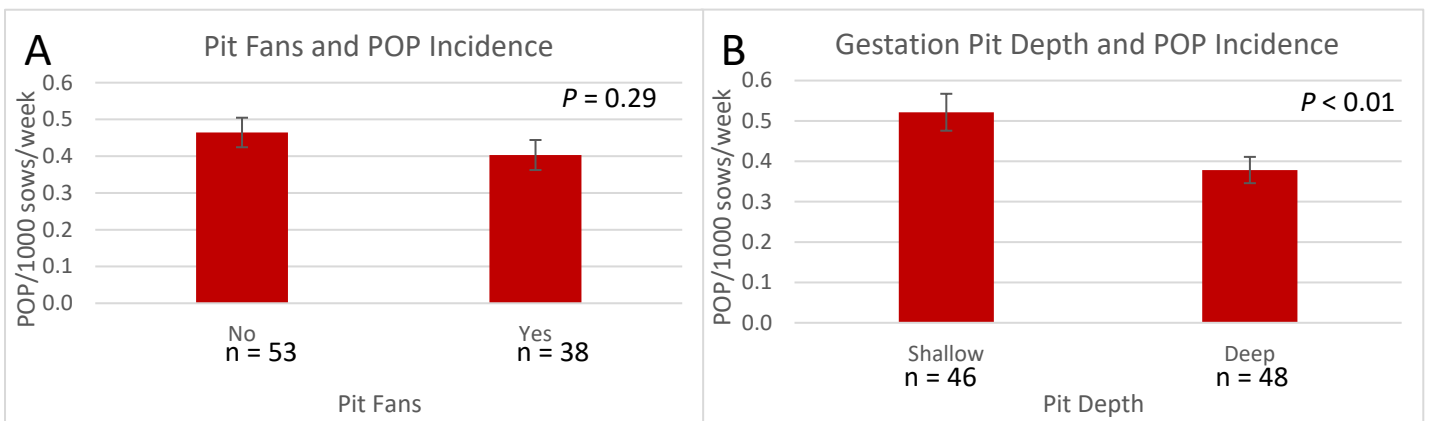 A
Pit Fans and POP Incidence
P = 0.29
POP/1000 sows/week
0.6
0.5
0.4
0.3
0.2
0.1
0.0
No
Yes
n = 53
n = 38
Pit Fans
B
Gestation Pit Depth and POP Incidence
P < 0.01
POP/1000 sows/week
0.6
0.5
0.4
0.3
0.2
0.1
0.0
Shallow
Deep
n = 46
n = 48
Pit Depth